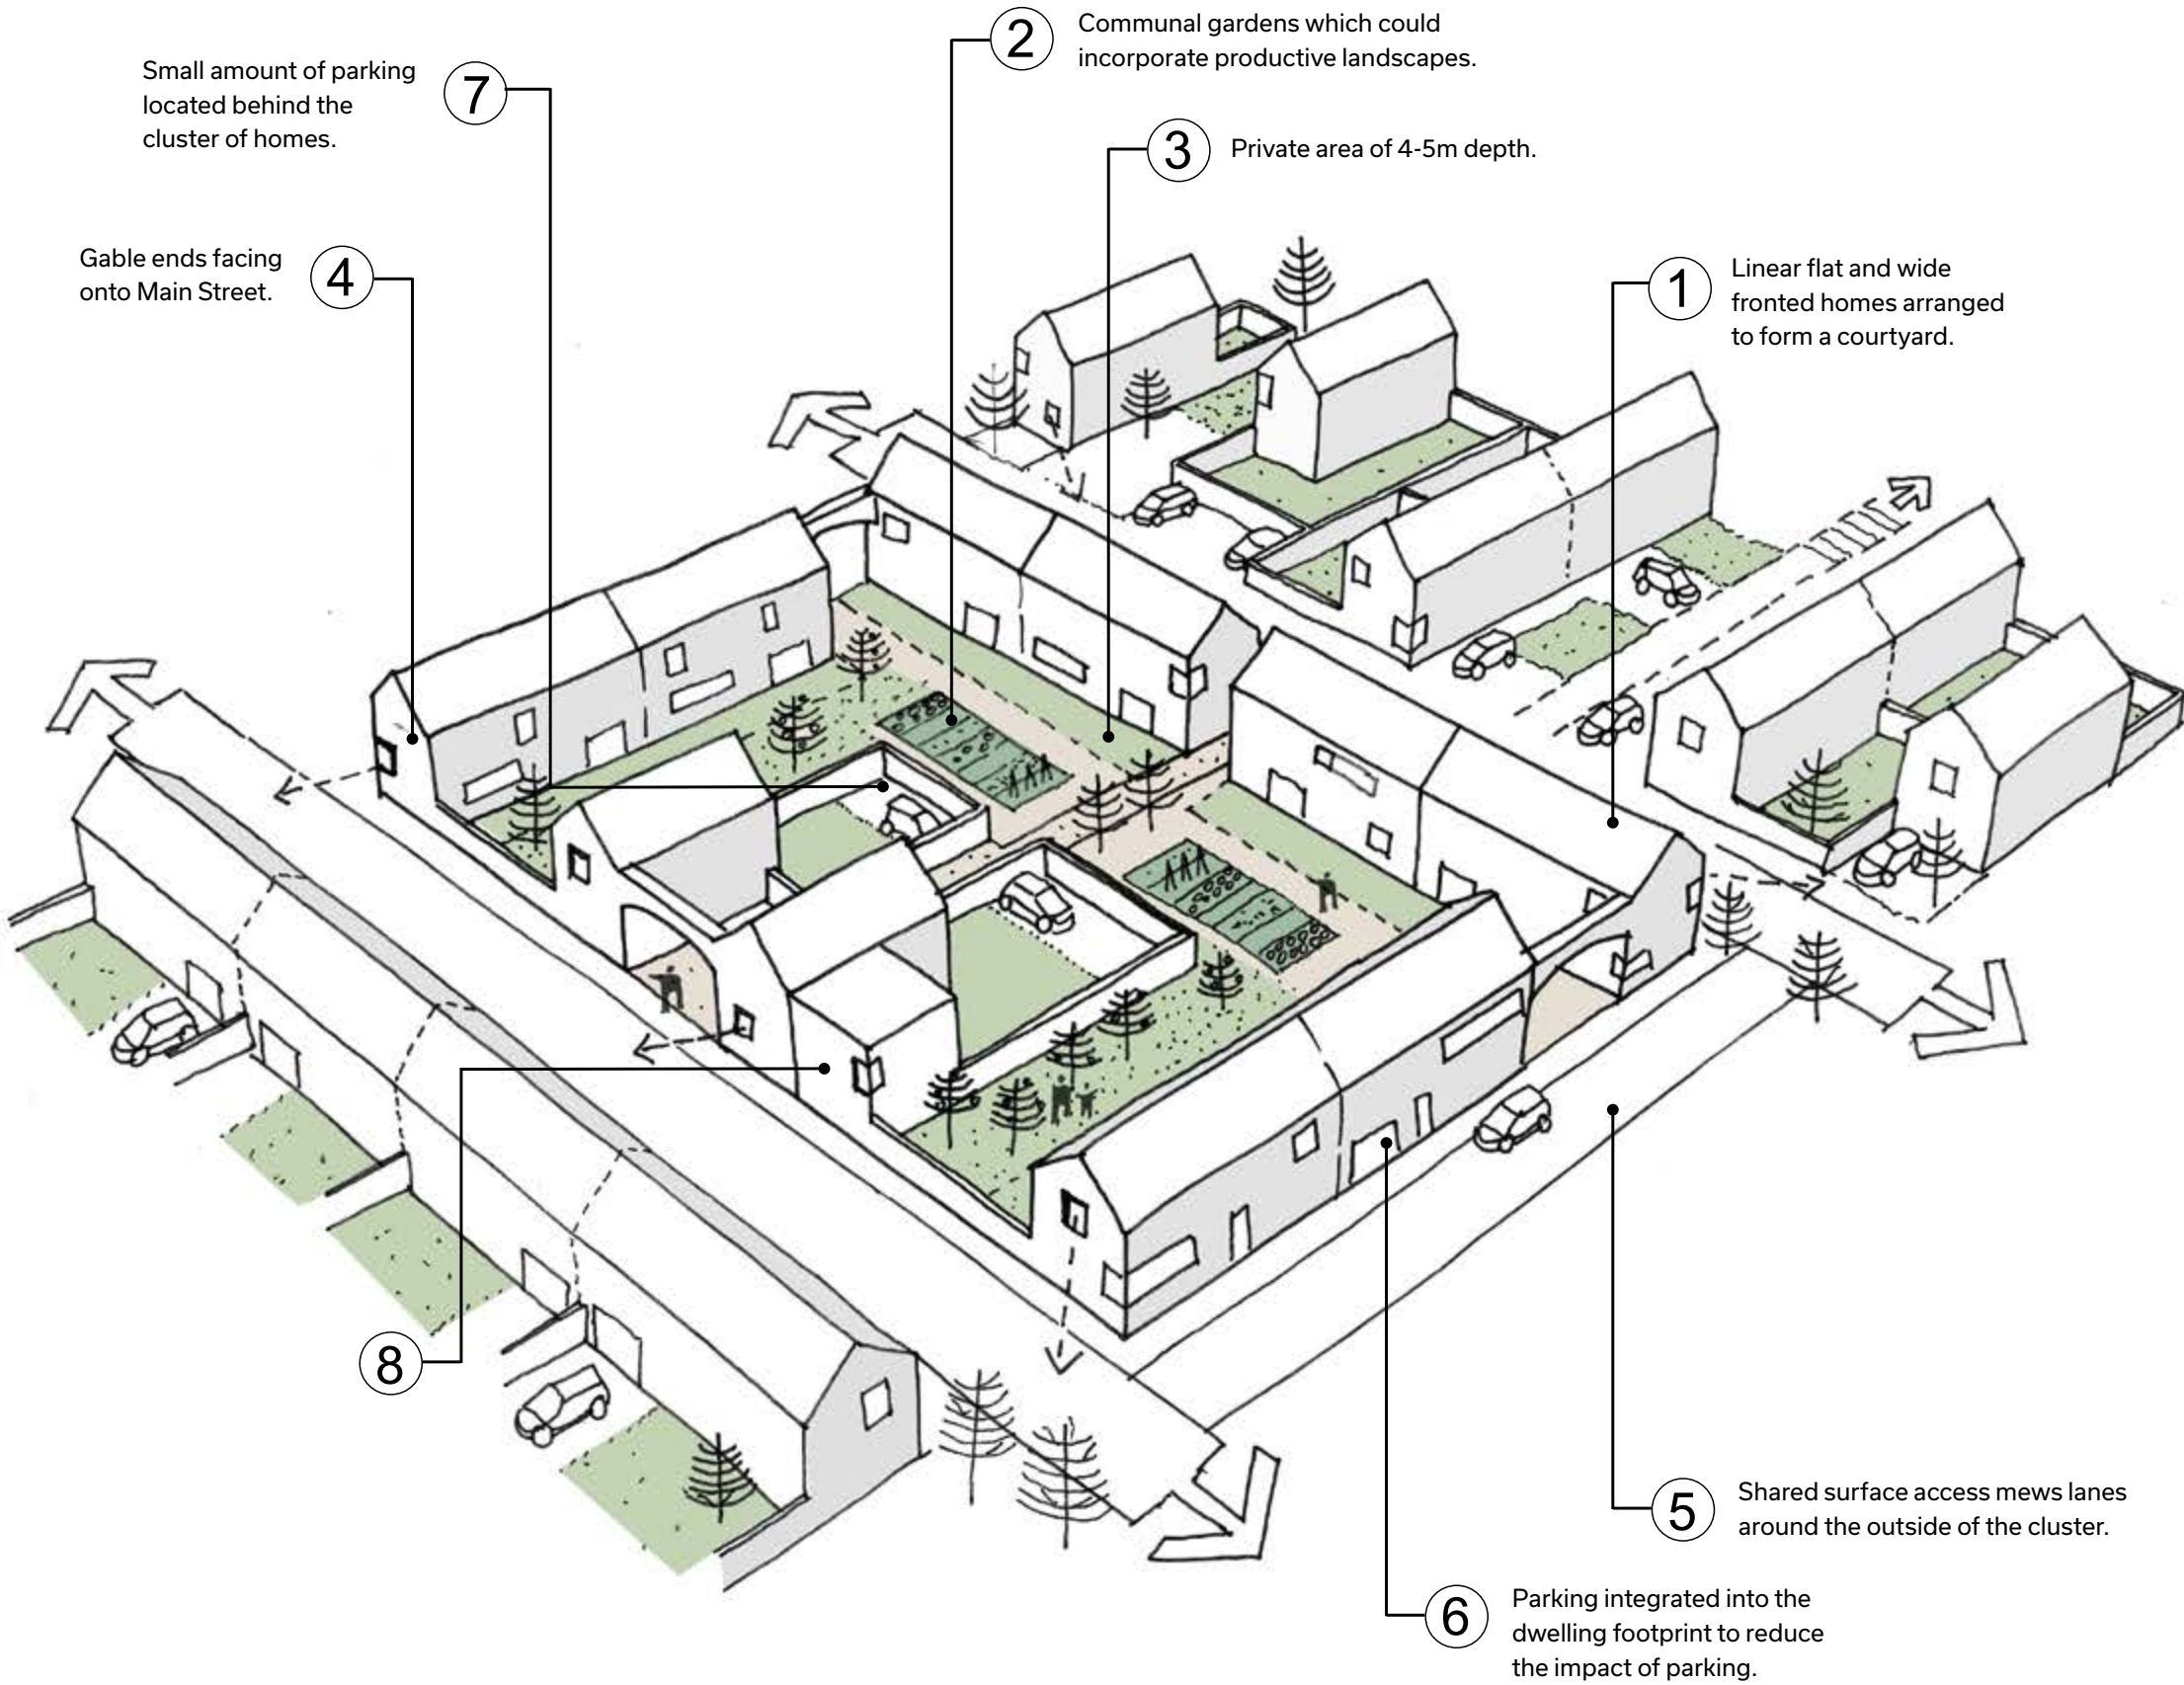 2
Communal gardens which could
incorporate productive landscapes.
Small amount of parking
located behind the
cluster of homes.
7
3
Private area of 4-5m depth.
Gable ends facing
onto Main Street.
4
1
Linear flat and wide
fronted homes arranged
to form a courtyard.
8
5
Shared surface access mews lanes
around the outside of the cluster.
6
Parking integrated into the
dwelling footprint to reduce
the impact of parking.